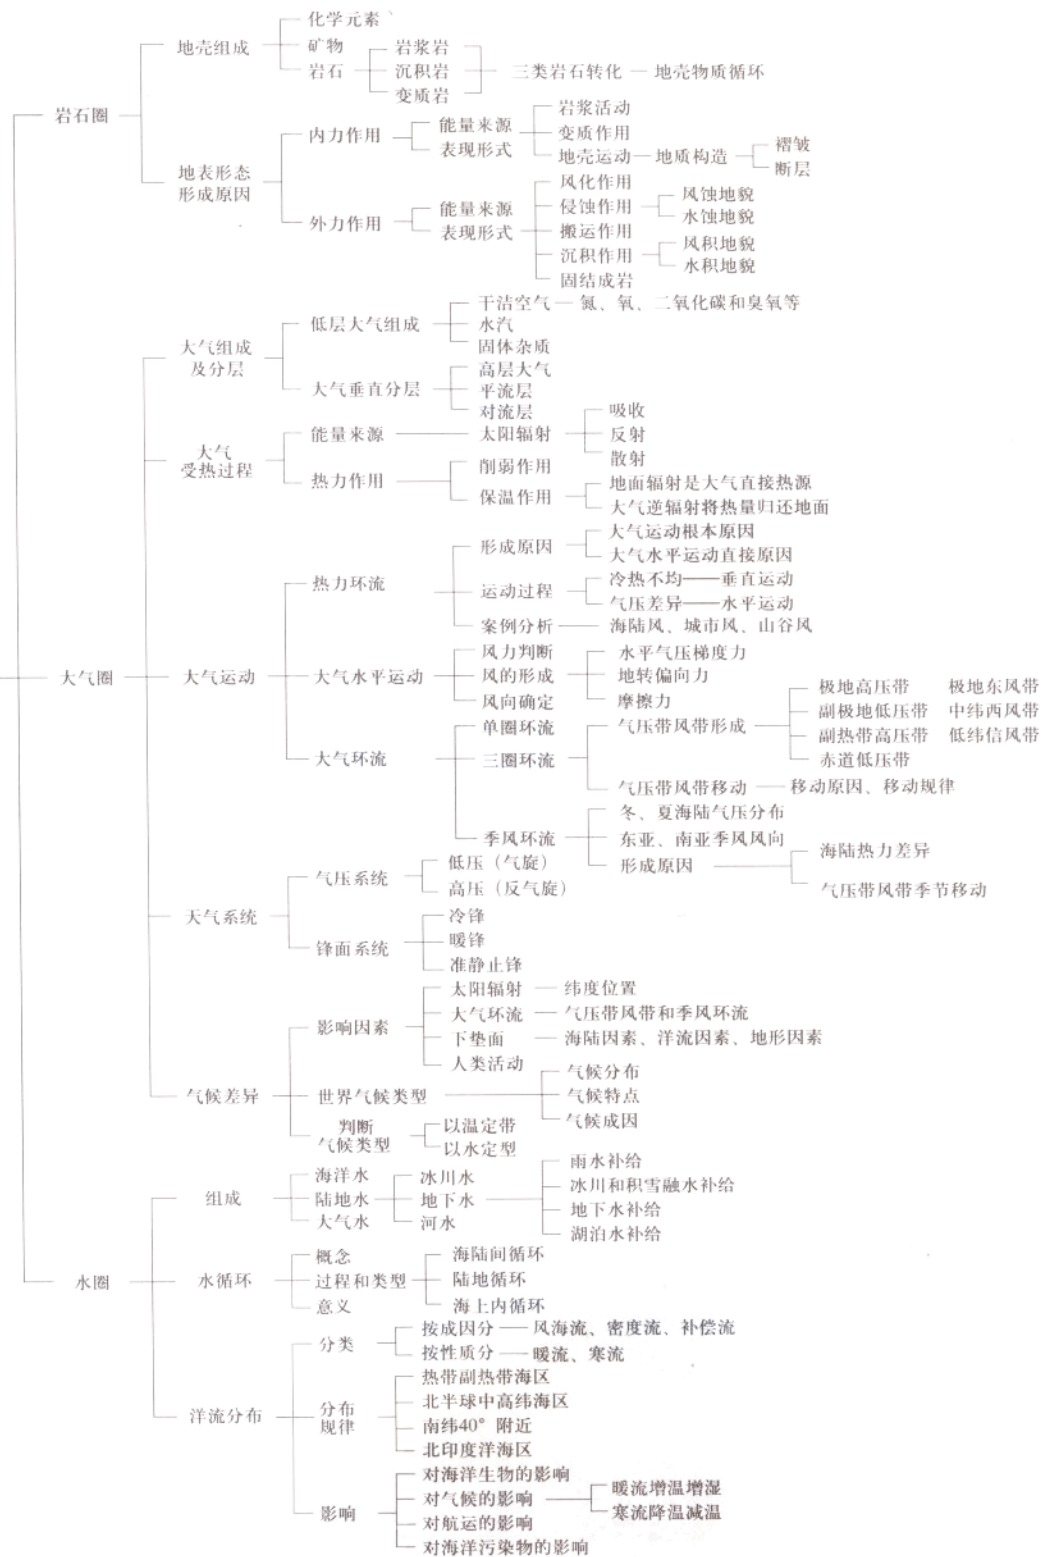 化学元素
地壳组成
矿物
岩石
岩浆岩
沉积岩
变质岩
三类岩石转化
地壳物质循环
岩石圈
地表形态
形成原因
内力作用
能量来源
表现形式
岩浆活动
变质作用
地壳运动
地质构造
褶皱
断层
外力作用
能量来源
表现形式
风化作用
侵蚀作用
风蚀地貌
水蚀地貌
搬运作用
沉积作用
风积地貌
水积地貌
固结成岩
大气圈
大气组成
及分层
低层大气组成
干洁空气
氮、氧、二氧化碳和臭氧等
水汽
固体杂质
大气垂直分层
高层大气
平流层
对流层
大气
受热过程
能量来源
太阳辐射
吸收
反射
散射
热力作用
削弱作用
保温作用
地面辐射是大气直接热源
大气逆辐射将热量归还地面
大气运动
热力环流
形成原因
大气运动根本原因
大气水平运动直接原因
运动过程
冷热不均——垂直运动
气压差异——水平运动
案例分析
海陆风、城市风、山谷风
大气水平运动
风力判断
风的形成
风向确定
水平气压梯度力
地转偏向力
摩擦力
大气环流
单圈环流
三圈环流
气压带风带形成
极地高压带 极地东风带
副极地低压带 中纬西风带
副热带高压带 低纬信风带
赤道低压带
气压带风带移动
移动原因、移动规律
季风环流
冬、夏海陆气压分布
东亚、南亚季风风向
形成原因
海陆热力差异
气压带风带季节移动
天气系统
气压系统
低压（气旋）
高压（反气旋）
锋面系统
冷锋
暖锋
准静止锋
气候差异
影响因素
太阳辐射
纬度位置
大气环流
气压带风带和季风环流
下垫面
海陆因素、洋流因素、地形因素
人类活动
世界气候类型
气候分布
气候特点
气候成因
判断
气候类型
以温定带
以水定型
水圈
组成
海洋水
陆地水
大气水
冰川水
地下水
河水
雨水补给
冰川和积雪融水补给
地下水补给
湖泊水补给
水循环
概念
过程和类型
意义
海陆间循环
陆地循环
海上内循环
洋流分布
分类
按成因分——风海流、密度流、补偿流
按性质分——暖流、寒流
分布
规律
热带副热带海区
北半球中高纬海区
南纬40°附近
北印度洋海区
影响
对海洋生物的影响
对气候的影响
暖流增温增湿
寒流降温减温
对航运的影响
对海洋污染物的影响